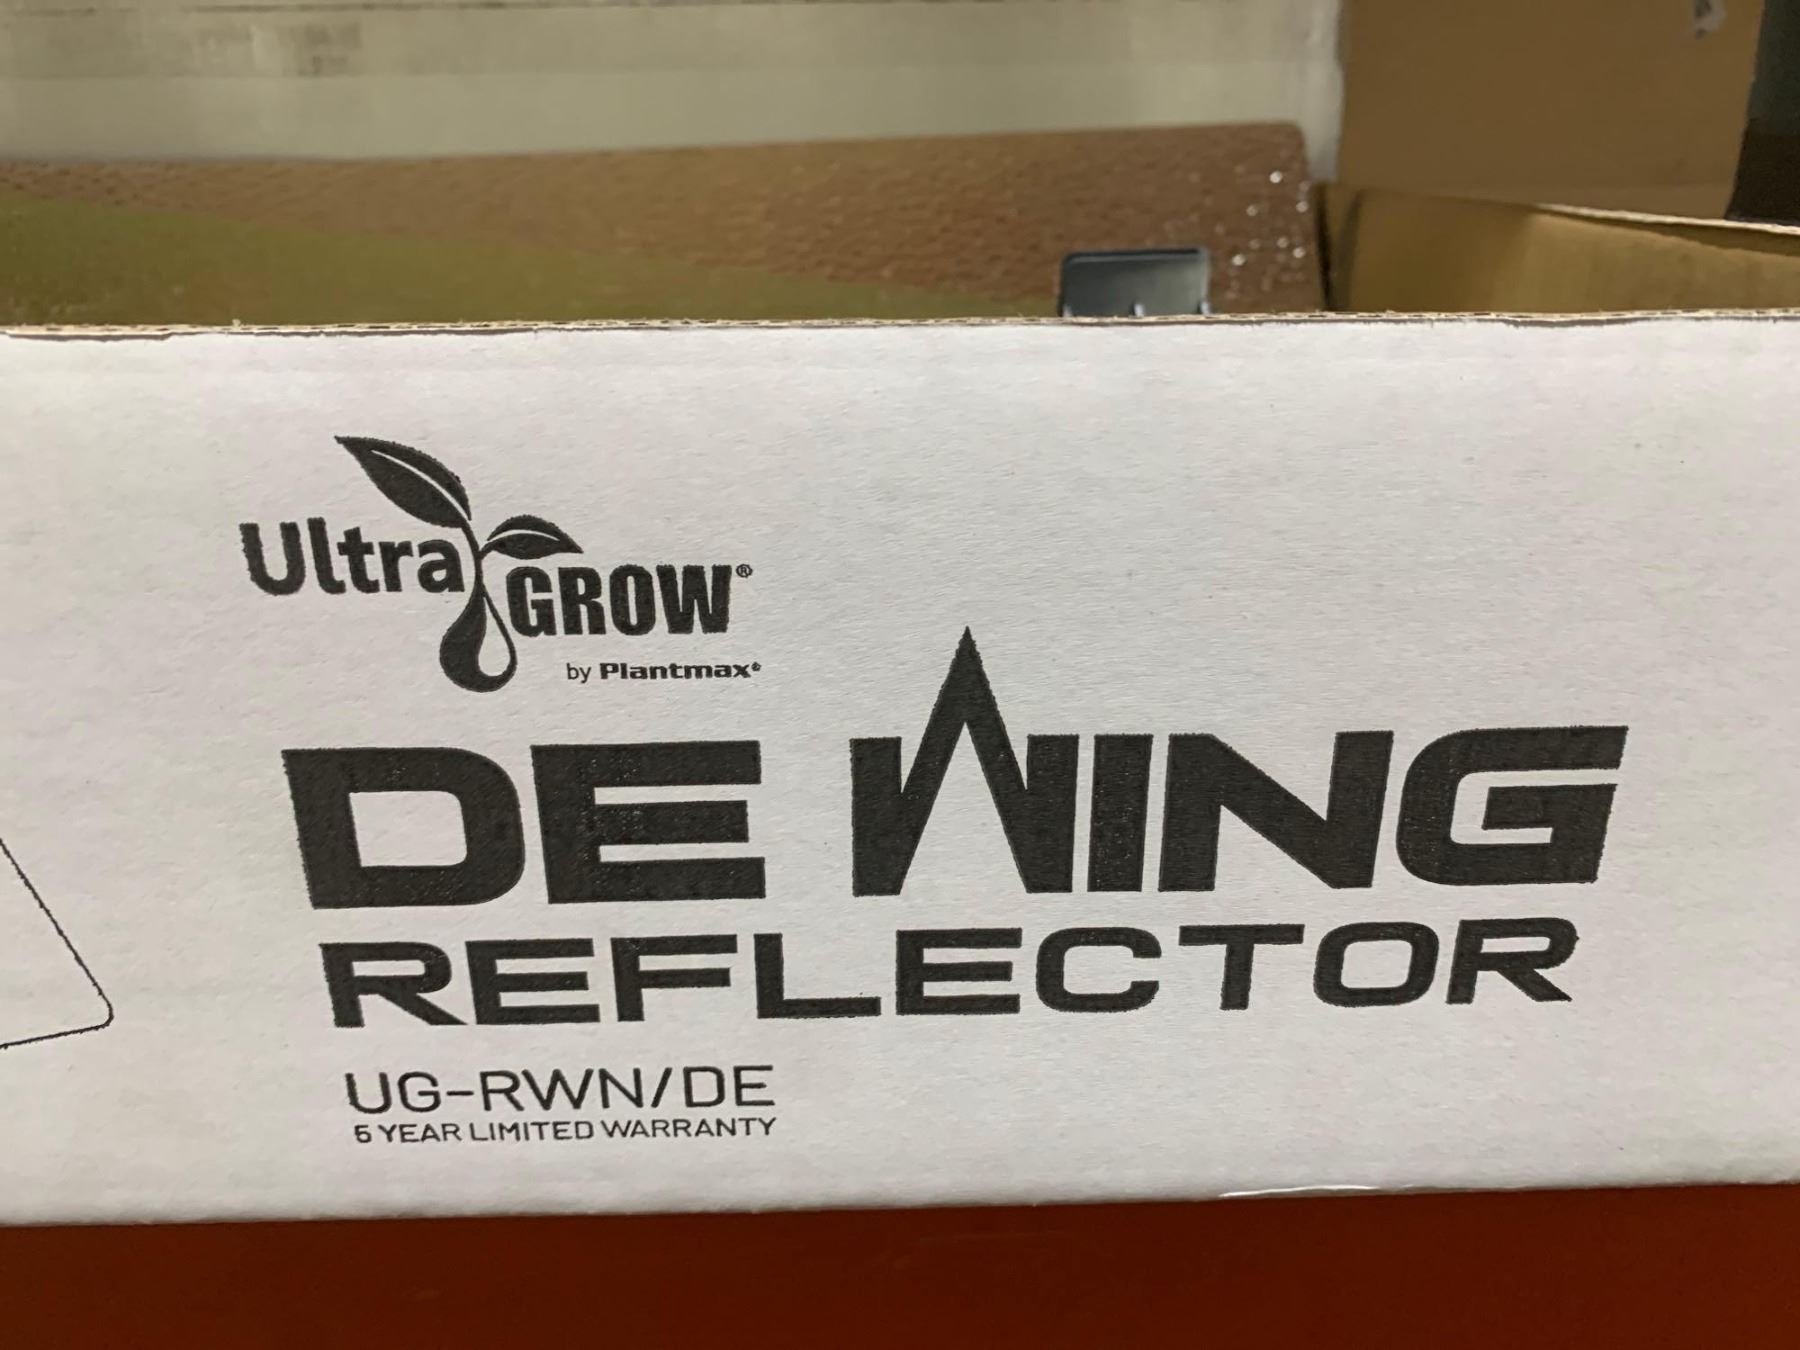 Ultra GROW®
by Plantmax®
DE WING
REFLECTOR
UG-RWN/DE
5 YEAR LIMITED WARRANTY